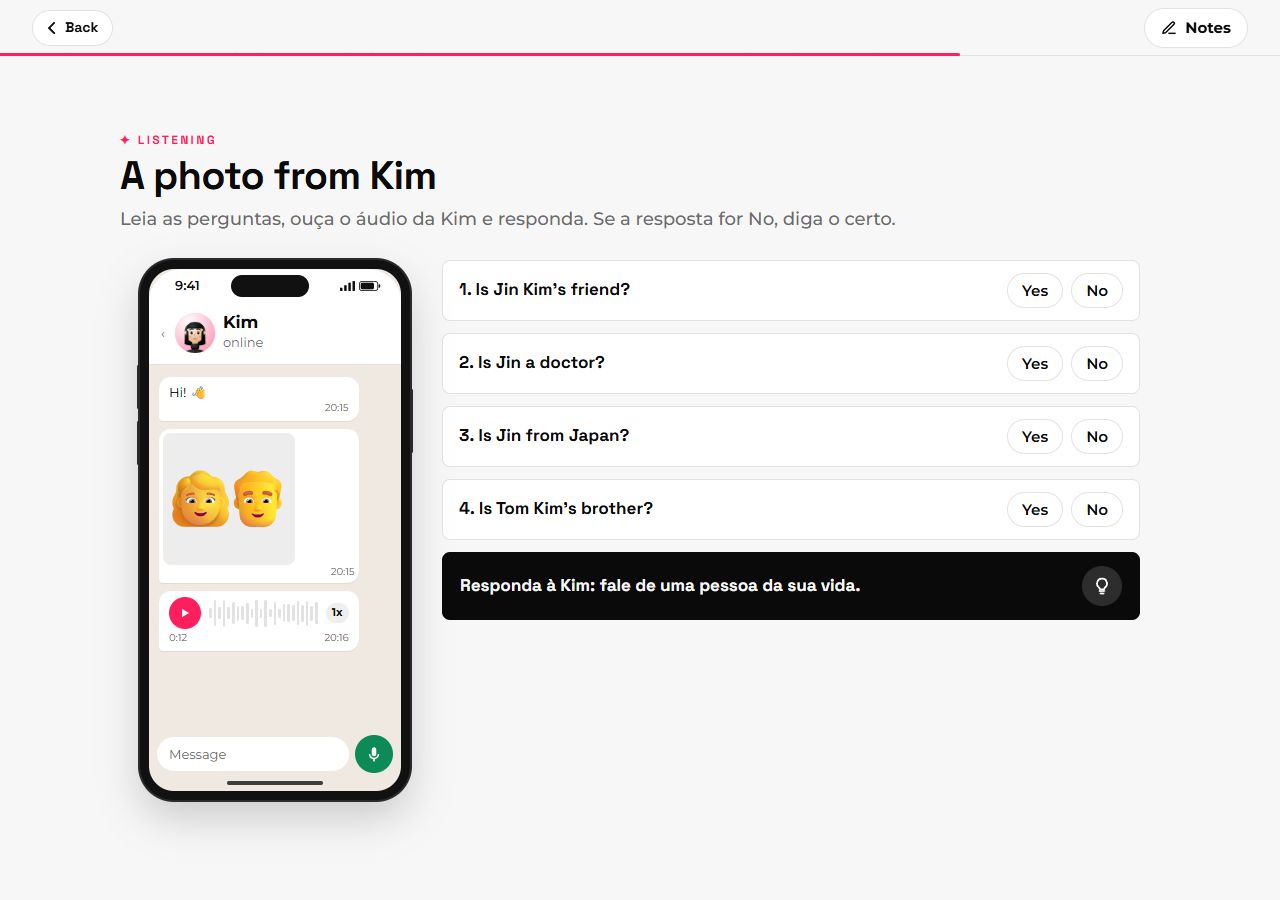 Back
Notes
✦ LISTENING
A photo from Kim
Leia as perguntas, ouça o áudio da Kim e responda. Se a resposta for No, diga o certo.
9:41
Kim
online
Hi! 👋
20:15
20:15
1x
0:12
20:16
Message
1. Is Jin Kim's friend?
Yes
No
2. Is Jin a doctor?
Yes
No
3. Is Jin from Japan?
Yes
No
4. Is Tom Kim's brother?
Yes
No
Responda à Kim: fale de uma pessoa da sua vida.